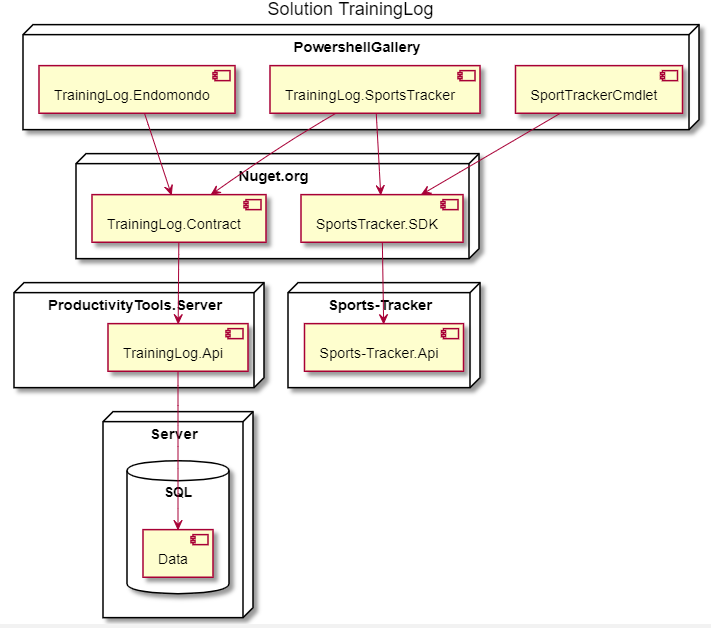 Solution TrainingLog
PowershellGallery
TrainingLog.Endomondo
TrainingLog.SportsTracker
SportTrackerCmdlet
Nuget.org
TrainingLog.Contract
SportsTracker.SDK
ProductivityTools.Server
Sports-Tracker
TrainingLog.Api
Sports-Tracker.Api
Server
SQL
Data